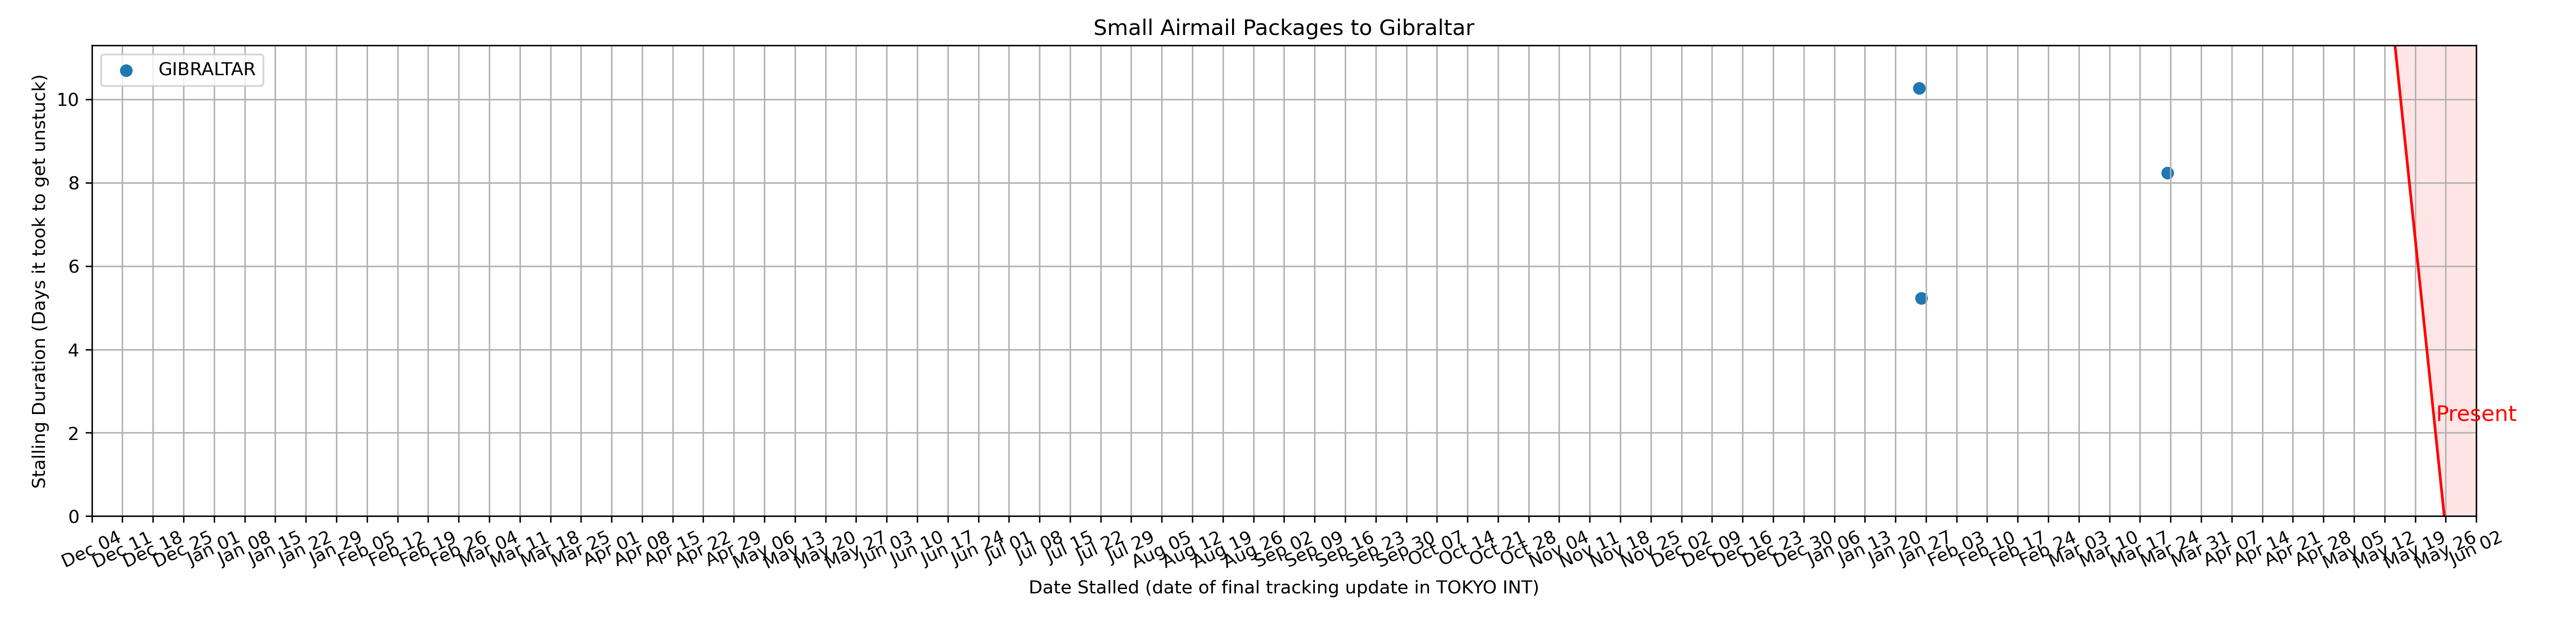 Small Airmail Packages to Gibraltar
GIBRALTAR
Stalling Duration (Days it took to get unstuck)
10
8
6
4
2
0
Present
Dec 04 Dec 11 Dec 18 Dec 25 Jan 01 Jan 08 Jan 15 Jan 22 Jan 29 Feb 05 Feb 12 Feb 19 Feb 26 Mar 04 Mar 11 Mar 18 Mar 25 Apr 01 Apr 08 Apr 15 Apr 22 Apr 29 May 06 May 13 May 20 May 27 Jun 03 Jun 10 Jun 17 Jun 24 Jul 01 Jul 08 Jul 15 Jul 22 Jul 29 Aug 05 Aug 12 Aug 19 Aug 26 Sep 02 Sep 09 Sep 16 Sep 23 Sep 30 Oct 07 Oct 14 Oct 21 Oct 28 Nov 04 Nov 11 Nov 18 Nov 25 Dec 02 Dec 09 Dec 16 Dec 23 Dec 30 Jan 06 Jan 13 Jan 20 Jan 27 Feb 03 Feb 10 Feb 17 Feb 24 Mar 03 Mar 10 Mar 17 Mar 24 Mar 31 Apr 07 Apr 14 Apr 21 Apr 28 May 05 May 12 May 19 May 26 Jun 02
Date Stalled (date of final tracking update in TOKYO INT)